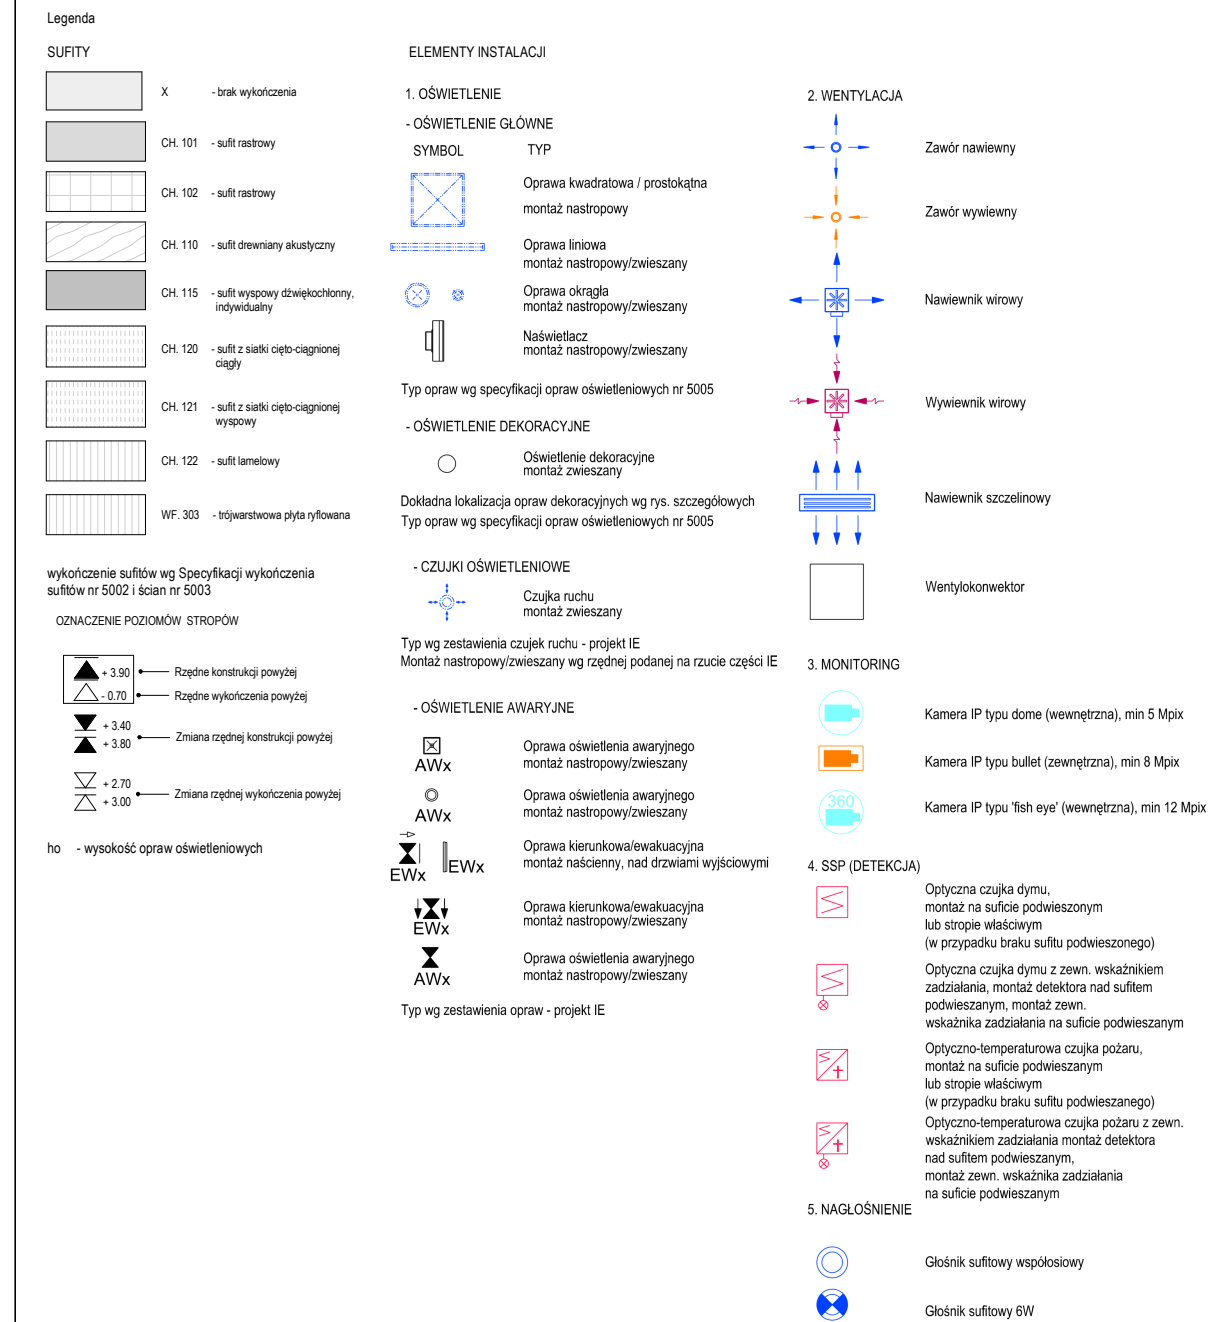 Legenda
SUFITY
X - brak wykończenia
CH. 101 - sufit rastrowy
CH. 102 - sufit rastrowy
CH. 110 - sufit drewniany akustyczny
CH. 115 - sufit wyspowy dźwiękochłonny,
indywidualny
CH. 120 - sufit z siatki cięto-ciągnionej
ciągły
CH. 121 - sufit z siatki cięto-ciągnionej
wyspowy
CH. 122 - sufit lamelowy
WF. 303 - trójwarstwowa płyta ryflowana
wykończenie sufitów wg Specyfikacji wykończenia
sufitów nr 5002 i ścian nr 5003
OZNACZENIE POZIOMÓW STROPÓW
+ 3.90 Rzędne konstrukcji powyżej
- 0.70 Rzędne wykończenia powyżej
+ 3.40
+ 3.80
Zmiana rzędnej konstrukcji powyżej
+ 2.70
+ 3.00
Zmiana rzędnej wykończenia powyżej
ho - wysokość opraw oświetleniowych
ELEMENTY INSTALACJI
1. OŚWIETLENIE
- OŚWIETLENIE GŁÓWNE
SYMBOL TYP
Oprawa kwadratowa / prostokątna
montaż nastropowy
Oprawa liniowa
montaż nastropowy/zwieszany
Oprawa okrągła
montaż nastropowy/zwieszany
Naświetlacz
montaż nastropowy/zwieszany
Typ opraw wg specyfikacji opraw oświetleniowych nr 5005
- OŚWIETLENIE DEKORACYJNE
Oświetlenie dekoracyjne
montaż zwieszany
Dokładna lokalizacja opraw dekoracyjnych wg rys. szczegółowych
Typ opraw wg specyfikacji opraw oświetleniowych nr 5005
- CZUJKI OŚWIETLENIOWE
Czujka ruchu
montaż zwieszany
Typ wg zestawienia czujek ruchu - projekt IE
Montaż nastropowy/zwieszany wg rzędnej podanej na rzucie części IE
- OŚWIETLENIE AWARYJNE
AWx
Oprawa oświetlenia awaryjnego
montaż nastropowy/zwieszany
AWx
Oprawa oświetlenia awaryjnego
montaż nastropowy/zwieszany
EWx EWx
Oprawa kierunkowa/ewakuacyjna
montaż naścienny, nad drzwiami wyjściowymi
EWx
Oprawa kierunkowa/ewakuacyjna
montaż nastropowy/zwieszany
AWx
Oprawa oświetlenia awaryjnego
montaż nastropowy/zwieszany
Typ wg zestawienia opraw - projekt IE
2. WENTYLACJA
Zawór nawiewny
Zawór wywiewny
Nawiewnik wirowy
Wywiewnik wirowy
Nawiewnik szczelinowy
Wentylokonwektor
3. MONITORING
Kamera IP typu dome (wewnętrzna), min 5 Mpix
Kamera IP typu bullet (zewnętrzna), min 8 Mpix
360
Kamera IP typu 'fish eye' (wewnętrzna), min 12 Mpix
4. SSP (DETEKCJA)
Optyczna czujka dymu,
montaż na suficie podwieszonym
lub stropie właściwym
(w przypadku braku sufitu podwieszonego)
Optyczna czujka dymu z zewn. wskaźnikiem
zadziałania, montaż detektora nad sufitem
podwieszanym, montaż zewn.
wskaźnika zadziałania na suficie podwieszanym
Optyczno-temperaturowa czujka pożaru,
montaż na suficie podwieszanym
lub stropie właściwym
(w przypadku braku sufitu podwieszanego)
Optyczno-temperaturowa czujka pożaru z zewn.
wskaźnikiem zadziałania montaż detektora
nad sufitem podwieszanym,
montaż zewn. wskaźnika zadziałania
na suficie podwieszanym
5. NAGŁOŚNIENIE
Głośnik sufitowy współosiowy
Głośnik sufitowy 6W